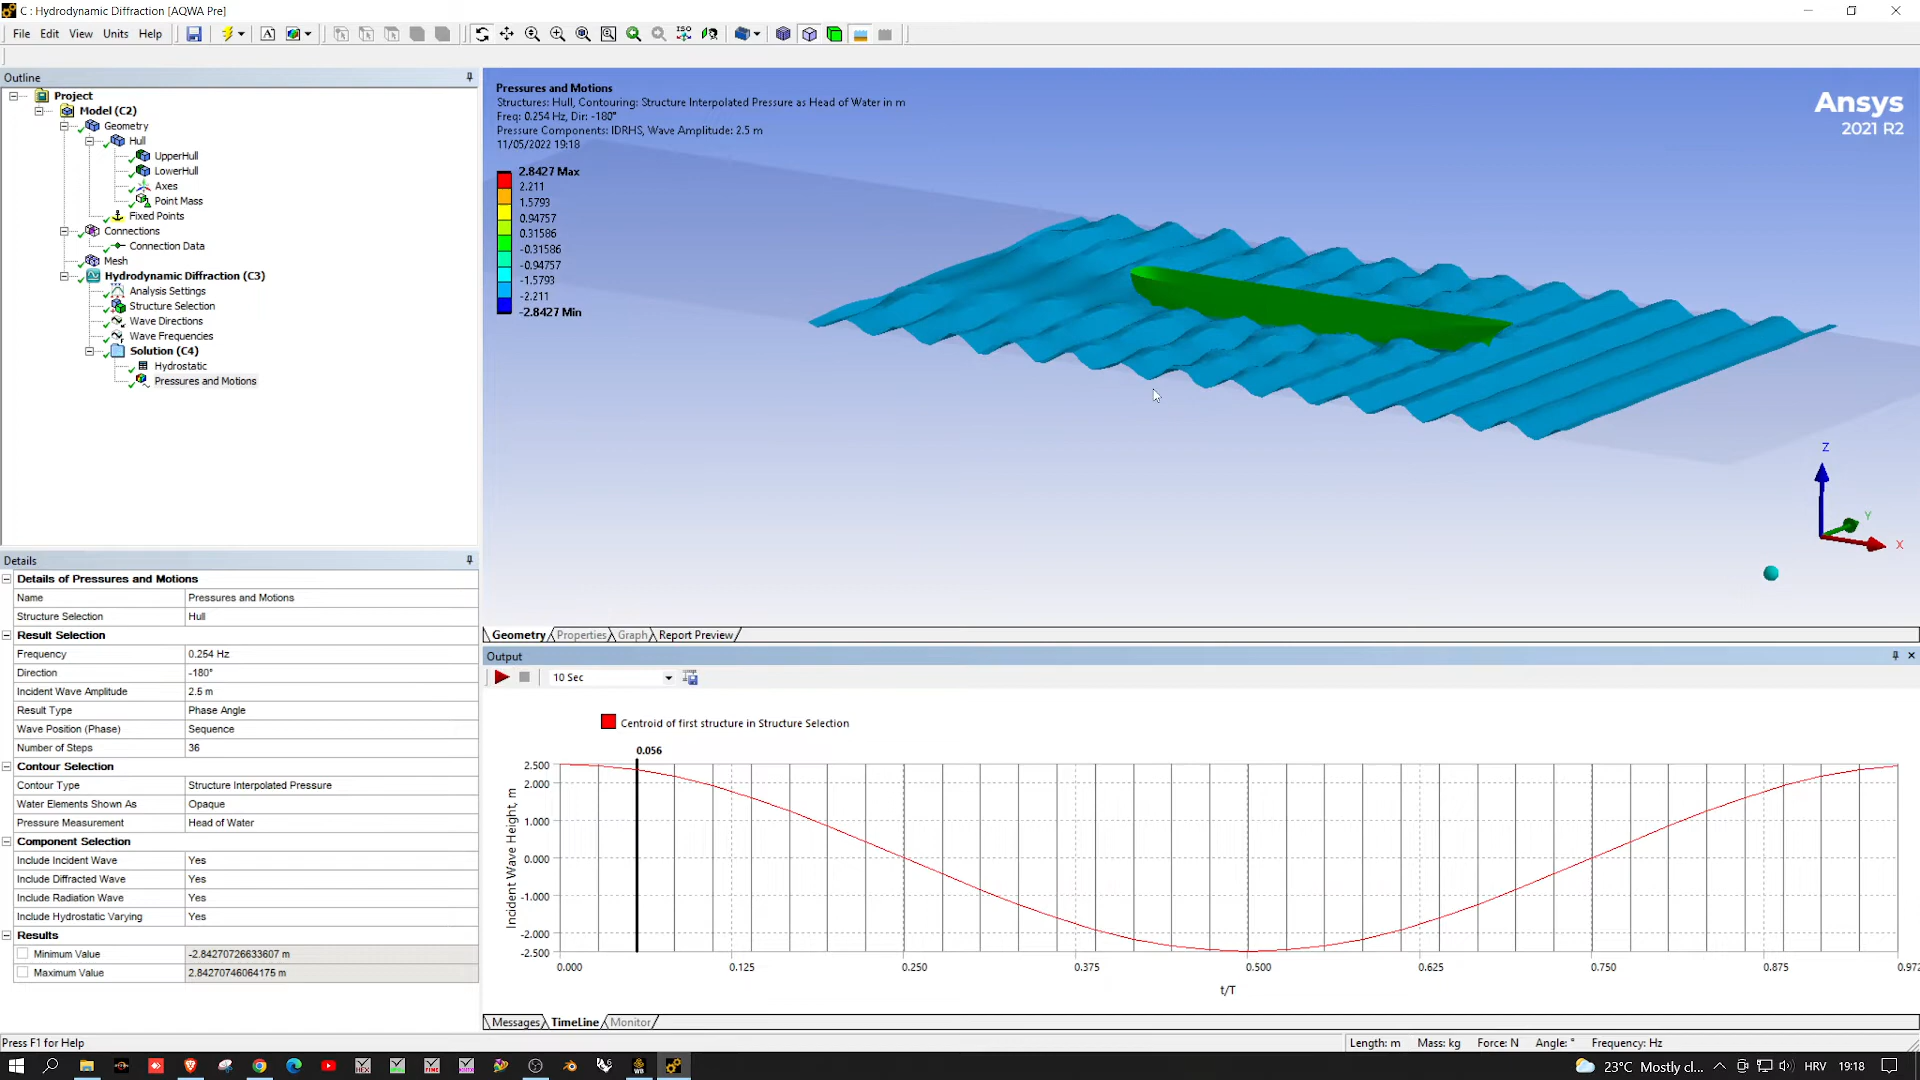 C : Hydrodynamic Diffraction [AQWA Pre]
File Edit View Units Help
Outline
Project
Model (C2)
Geometry
Hull
UpperHull
LowerHull
Axes
Point Mass
Fixed Points
Connections
Connection Data
Mesh
Hydrodynamic Diffraction (C3)
Analysis Settings
Structure Selection
Wave Directions
Wave Frequencies
Solution (C4)
Hydrostatic
Pressures and Motions
Details
Details of Pressures and Motions
Name Pressures and Motions
Structure Selection Hull
Result Selection
Frequency 0.254 Hz
Direction -180°
Incident Wave Amplitude 2.5 m
Result Type Phase Angle
Wave Position (Phase) Sequence
Number of Steps 36
Contour Selection
Contour Type Structure Interpolated Pressure
Water Elements Shown As Opaque
Pressure Measurement Head of Water
Component Selection
Include Incident Wave Yes
Include Diffracted Wave Yes
Include Radiation Wave Yes
Include Hydrostatic Varying Yes
Results
Minimum Value -2.84270726633607 m
Maximum Value 2.84270746064175 m
Pressures and Motions
Structures: Hull, Contouring: Structure Interpolated Pressure as Head of Water in m
Freq: 0.254 Hz, Dir: -180°
Pressure Components: IDRHS, Wave Amplitude: 2.5 m
11/05/2022 19:18
2.8427 Max
2.211
1.5793
0.94757
0.31586
-0.31586
-0.94757
-1.5793
-2.211
-2.8427 Min
Ansys
2021 R2
Z
Y
X
Geometry Properties Graph Report Preview
Output
10 Sec
Centroid of first structure in Structure Selection
0.056
Incident Wave Height, m
2.500
2.000
1.000
0.000
-1.000
-2.000
-2.500
0.000 0.125 0.250 0.375 0.500 0.625 0.750 0.875 0.972
t/T
Messages TimeLine Monitor
Press F1 for Help
Length: m Mass: kg Force: N Angle: ° Frequency: Hz
23°C Mostly cl... HRV 19:18